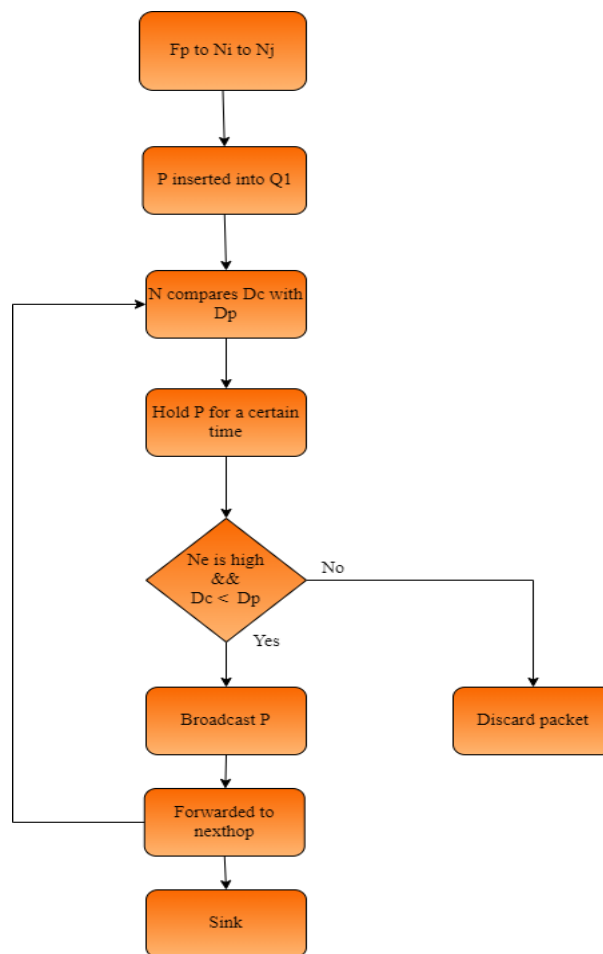 Fp to Ni to Nj
P inserted into Q1
N compares Dc with
Dp
Hold P for a certain
time
Ne is high
&&
Dc < Dp
No
Yes
Broadcast P
Discard packet
Forwarded to
nexthop
Sink